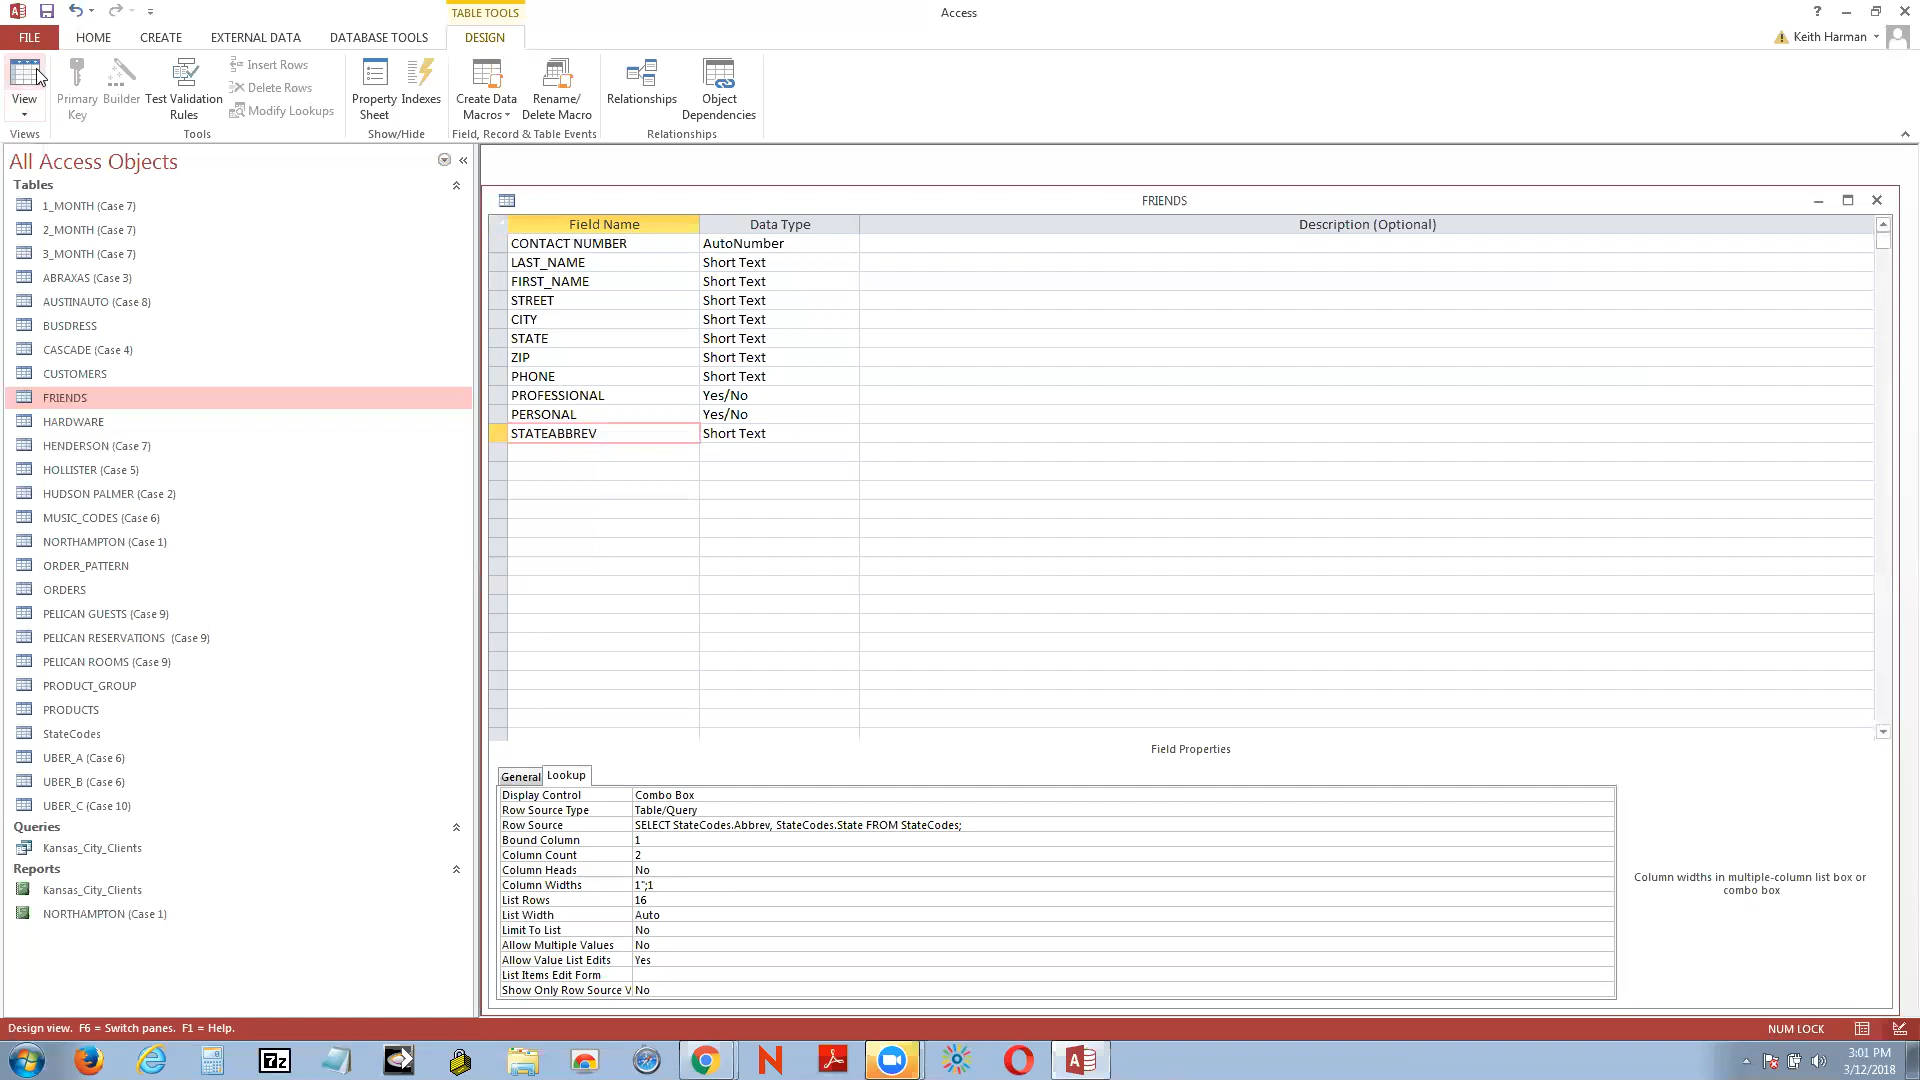 TABLE TOOLS
Access
?
FILE
HOME
CREATE
EXTERNAL DATA
DATABASE TOOLS
DESIGN
Keith Harman
View
Primary
Key
Builder
Test Validation
Rules
Insert Rows
Delete Rows
Modify Lookups
Property
Sheet
Indexes
Create Data
Macros
Rename/
Delete Macro
Relationships
Object
Dependencies
Views
Tools
Show/Hide
Field, Record & Table Events
Relationships
All Access Objects
Tables
1_MONTH (Case 7)
2_MONTH (Case 7)
3_MONTH (Case 7)
ABRAXAS (Case 3)
AUSTINAUTO (Case 8)
BUSDRESS
CASCADE (Case 4)
CUSTOMERS
FRIENDS
HARDWARE
HENDERSON (Case 7)
HOLLISTER (Case 5)
HUDSON PALMER (Case 2)
MUSIC_CODES (Case 6)
NORTHAMPTON (Case 1)
ORDER_PATTERN
ORDERS
PELICAN GUESTS (Case 9)
PELICAN RESERVATIONS (Case 9)
PELICAN ROOMS (Case 9)
PRODUCT_GROUP
PRODUCTS
StateCodes
UBER_A (Case 6)
UBER_B (Case 6)
UBER_C (Case 10)
Queries
Kansas_City_Clients
Reports
Kansas_City_Clients
NORTHAMPTON (Case 1)
FRIENDS
Field Name Data Type Description (Optional)
CONTACT NUMBER AutoNumber
LAST_NAME Short Text
FIRST_NAME Short Text
STREET Short Text
CITY Short Text
STATE Short Text
ZIP Short Text
PHONE Short Text
PROFESSIONAL Yes/No
PERSONAL Yes/No
STATEABBREV Short Text
Field Properties
General Lookup
Display Control Combo Box
Row Source Type Table/Query
Row Source SELECT StateCodes.Abbrev, StateCodes.State FROM StateCodes;
Bound Column 1
Column Count 2
Column Heads No
Column Widths 1";1
List Rows 16
List Width Auto
Limit To List No
Allow Multiple Values No
Allow Value List Edits Yes
List Items Edit Form
Show Only Row Source V No
Column widths in multiple-column list box or
combo box
Design view. F6 = Switch panes. F1 = Help.
NUM LOCK
7z
3:01 PM
3/12/2018